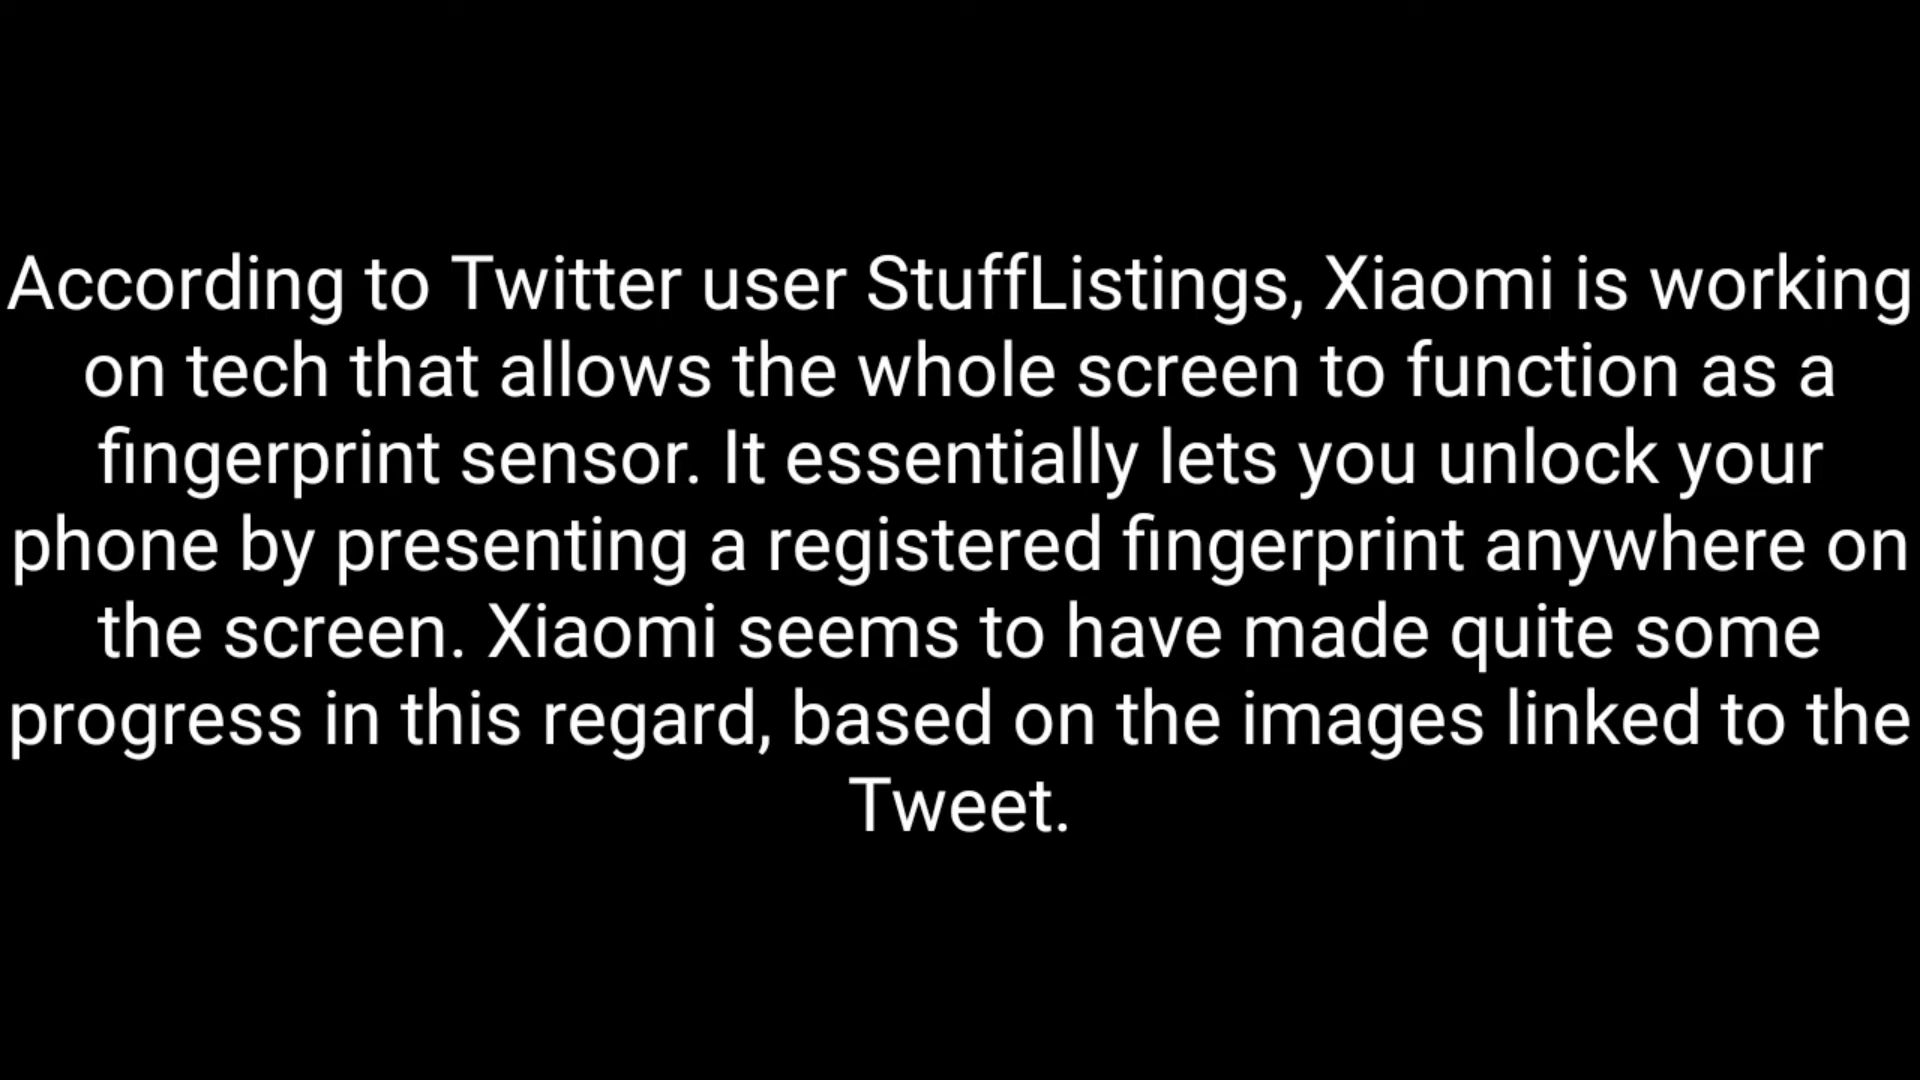 According to Twitter user StuffListings, Xiaomi is working
on tech that allows the whole screen to function as a
fingerprint sensor. It essentially lets you unlock your
phone by presenting a registered fingerprint anywhere on
the screen. Xiaomi seems to have made quite some
progress in this regard, based on the images linked to the
Tweet.